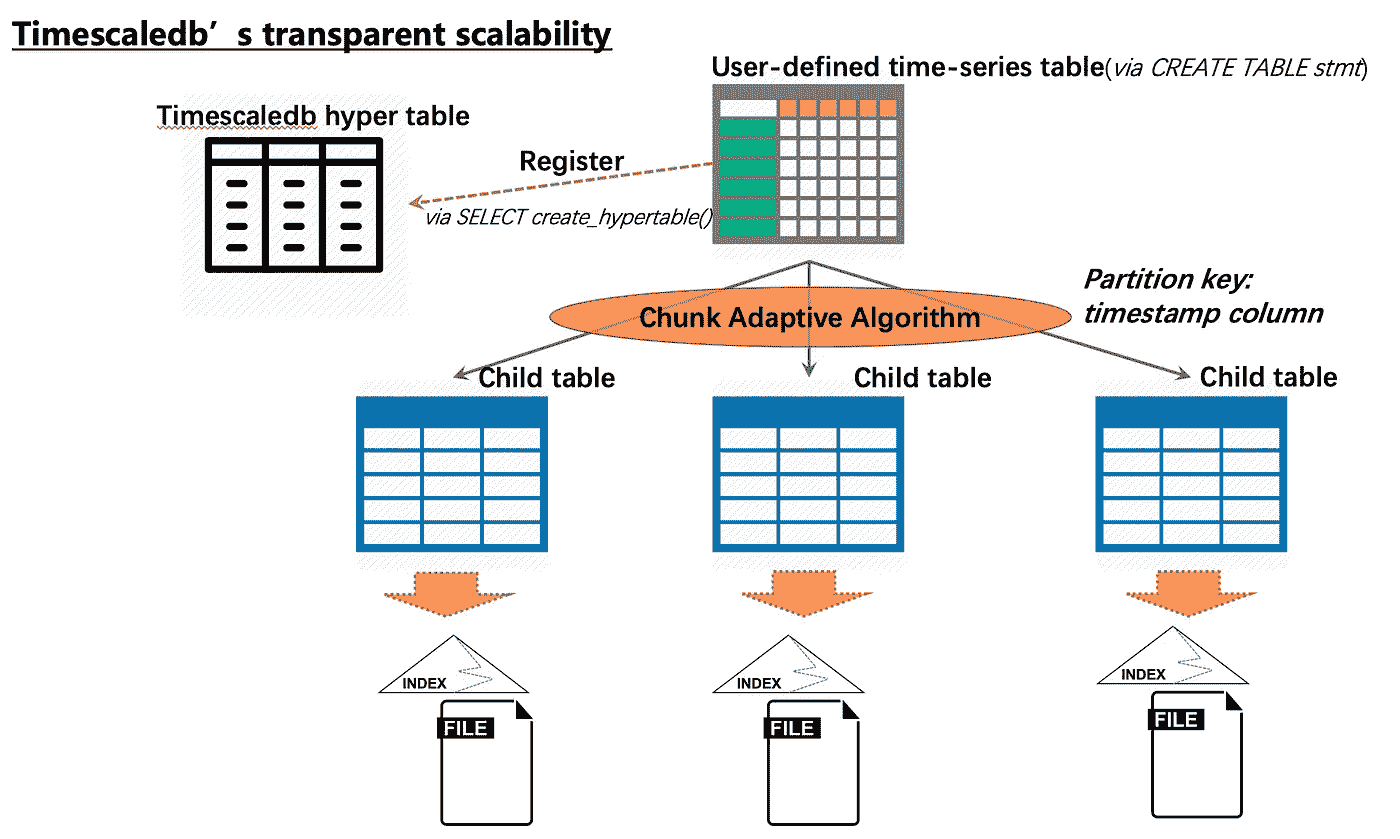 Timescaledb's transparent scalability
User-defined time-series table(via CREATE TABLE stmt)
Timescaledb hyper table
Register
via SELECT create_hypertable()
Partition key:
timestamp column
Chunk Adaptive Algorithm
Child table
Child table
Child table
INDEX
INDEX
INDEX
FILE
FILE
FILE